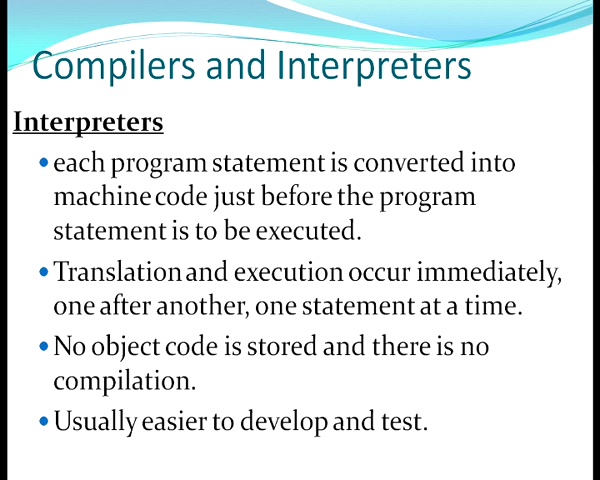 Compilers and Interpreters
Interpreters
• each program statement is converted into
machine code just before the program
statement is to be executed.
• Translation and execution occur immediately,
one after another, one statement at a time.
• No object code is stored and there is no
compilation.
• Usually easier to develop and test.